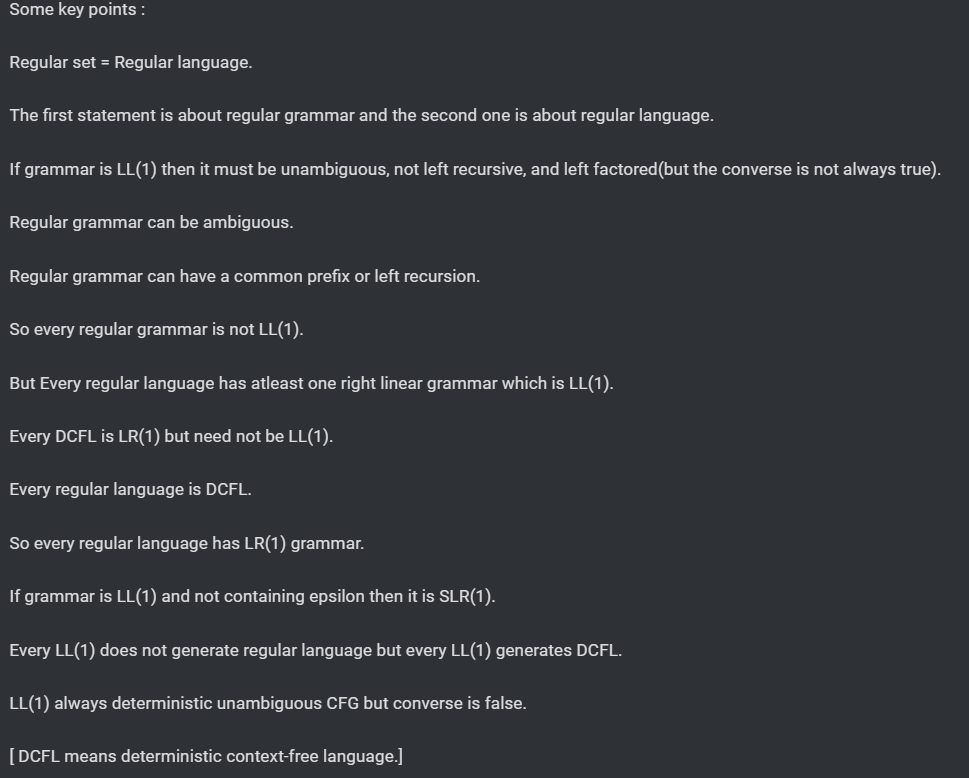 Some key points :
Regular set = Regular language.
The first statement is about regular grammar and the second one is about regular language.
If grammar is LL(1) then it must be unambiguous, not left recursive, and left factored(but the converse is not always true).
Regular grammar can be ambiguous.
Regular grammar can have a common prefix or left recursion.
So every regular grammar is not LL(1).
But Every regular language has atleast one right linear grammar which is LL(1).
Every DCFL is LR(1) but need not be LL(1).
Every regular language is DCFL.
So every regular language has LR(1) grammar.
If grammar is LL(1) and not containing epsilon then it is SLR(1).
Every LL(1) does not generate regular language but every LL(1) generates DCFL.
LL(1) always deterministic unambiguous CFG but converse is false.
[ DCFL means deterministic context-free language.]